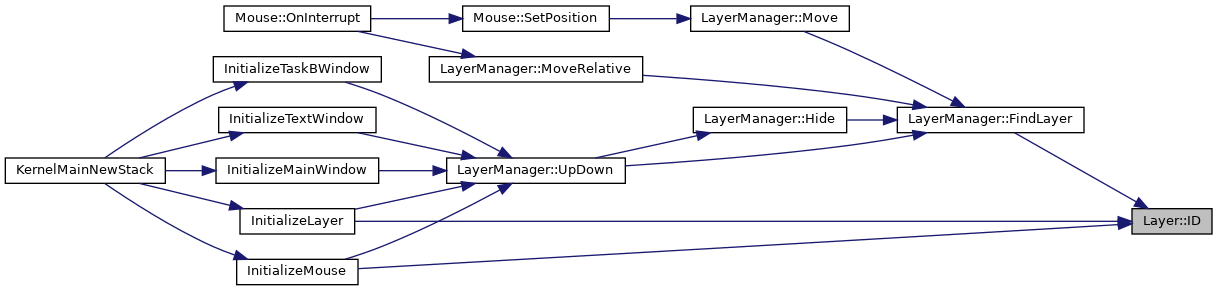 Mouse::OnInterrupt
Mouse::SetPosition
LayerManager::Move
InitializeTaskBWindow
LayerManager::MoveRelative
InitializeTextWindow
LayerManager::Hide
LayerManager::FindLayer
KernelMainNewStack
InitializeMainWindow
LayerManager::UpDown
InitializeLayer
Layer::ID
InitializeMouse